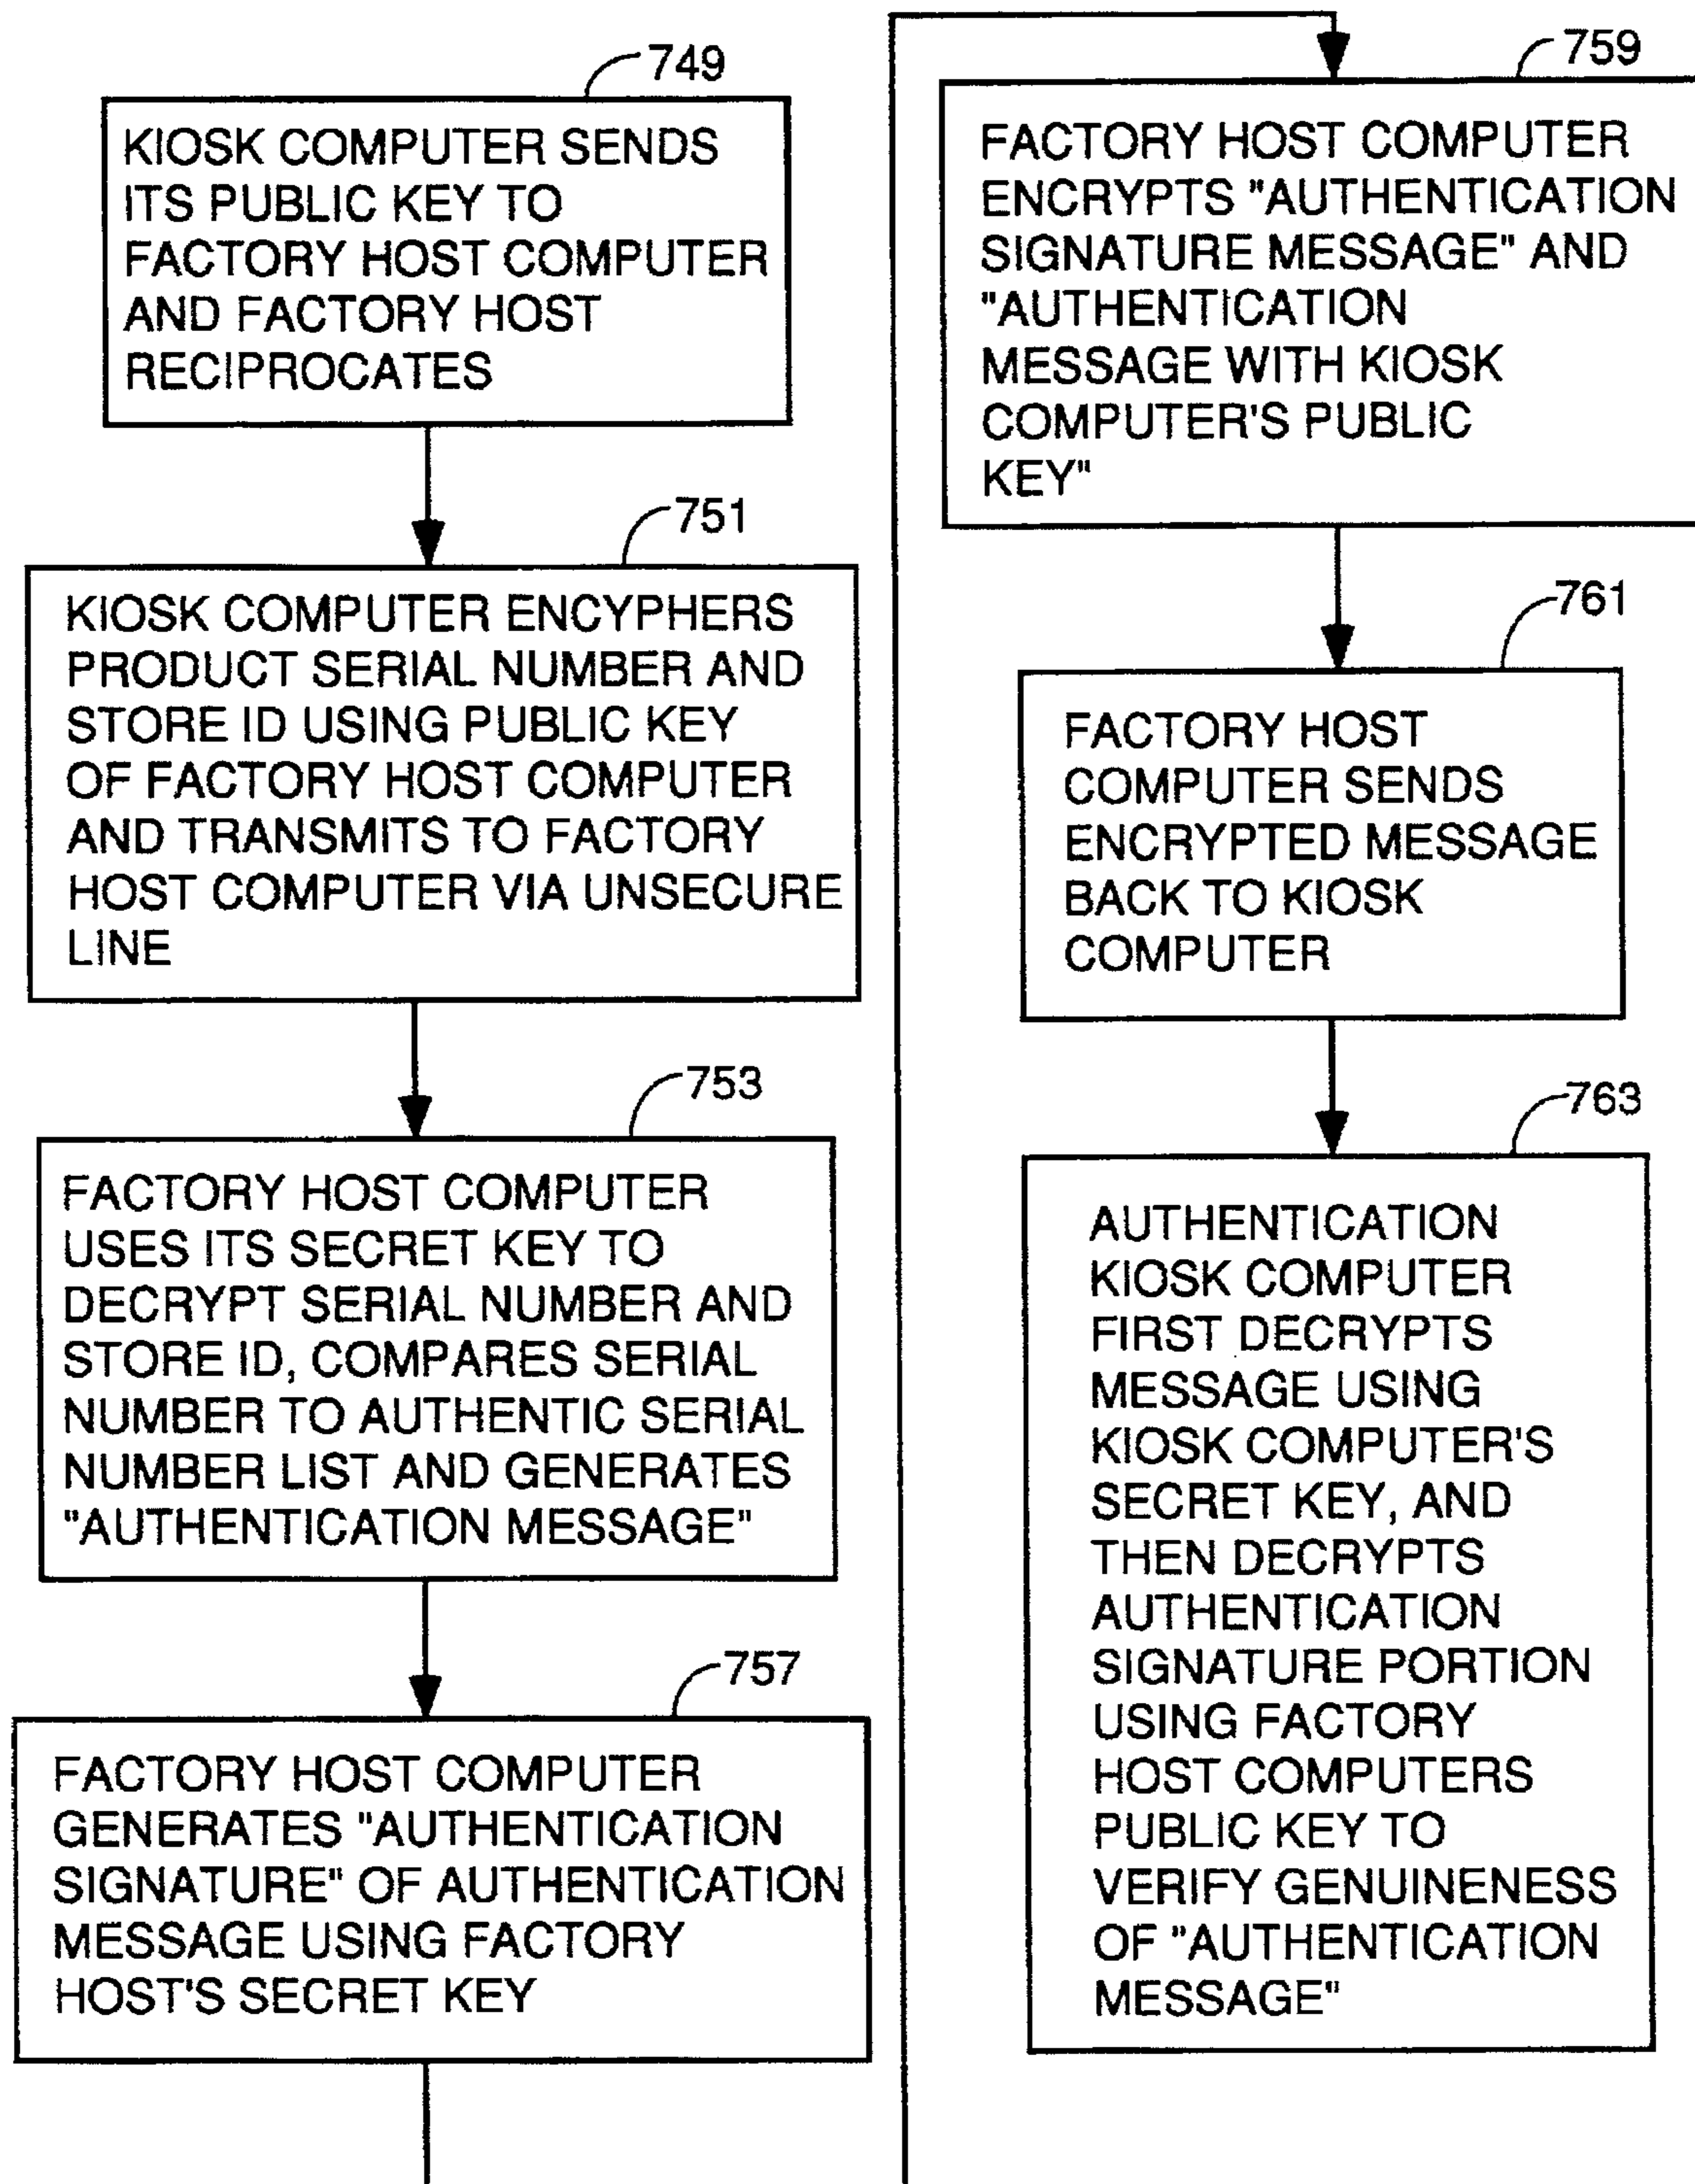 749
KIOSK COMPUTER SENDS
ITS PUBLIC KEY TO
FACTORY HOST COMPUTER
AND FACTORY HOST
RECIPROCATES
751
KIOSK COMPUTER ENCYPHERS
PRODUCT SERIAL NUMBER AND
STORE ID USING PUBLIC KEY
OF FACTORY HOST COMPUTER
AND TRANSMITS TO FACTORY
HOST COMPUTER VIA UNSECURE
LINE
753
FACTORY HOST COMPUTER
USES ITS SECRET KEY TO
DECRYPT SERIAL NUMBER AND
STORE ID, COMPARES SERIAL
NUMBER TO AUTHENTIC SERIAL
NUMBER LIST AND GENERATES
"AUTHENTICATION MESSAGE"
757
FACTORY HOST COMPUTER
GENERATES "AUTHENTICATION
SIGNATURE" OF AUTHENTICATION
MESSAGE USING FACTORY
HOST'S SECRET KEY
759
FACTORY HOST COMPUTER
ENCRYPTS "AUTHENTICATION
SIGNATURE MESSAGE" AND
"AUTHENTICATION
MESSAGE WITH KIOSK
COMPUTER'S PUBLIC
KEY"
761
FACTORY HOST
COMPUTER SENDS
ENCRYPTED MESSAGE
BACK TO KIOSK
COMPUTER
763
AUTHENTICATION
KIOSK COMPUTER
FIRST DECRYPTS
MESSAGE USING
KIOSK COMPUTER'S
SECRET KEY, AND
THEN DECRYPTS
AUTHENTICATION
SIGNATURE PORTION
USING FACTORY
HOST COMPUTERS
PUBLIC KEY TO
VERIFY GENUINENESS
OF "AUTHENTICATION
MESSAGE"